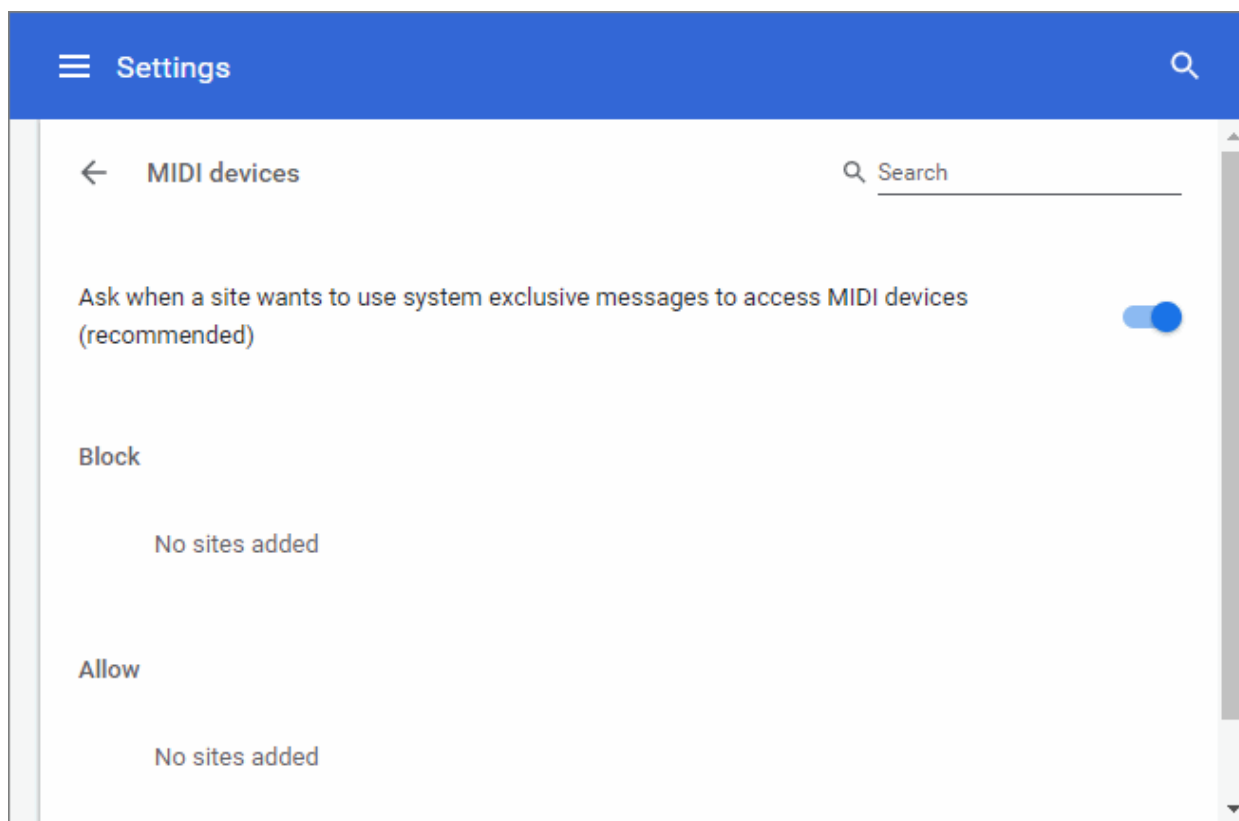 Settings
MIDI devices
Search
Ask when a site wants to use system exclusive messages to access MIDI devices
(recommended)
Block
No sites added
Allow
No sites added